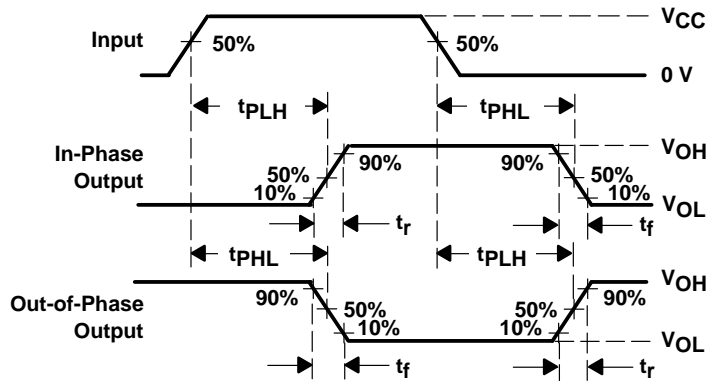 VCC
Input 50% 50%
0 V
tPLH tPHL
In-Phase Output 90% 90% VOH
50% 50%
10% 10% VOL
tr tf
tPHL tPLH
Out-of-Phase Output 90% 90% VOH
50% 50%
10% 10% VOL
tf tr